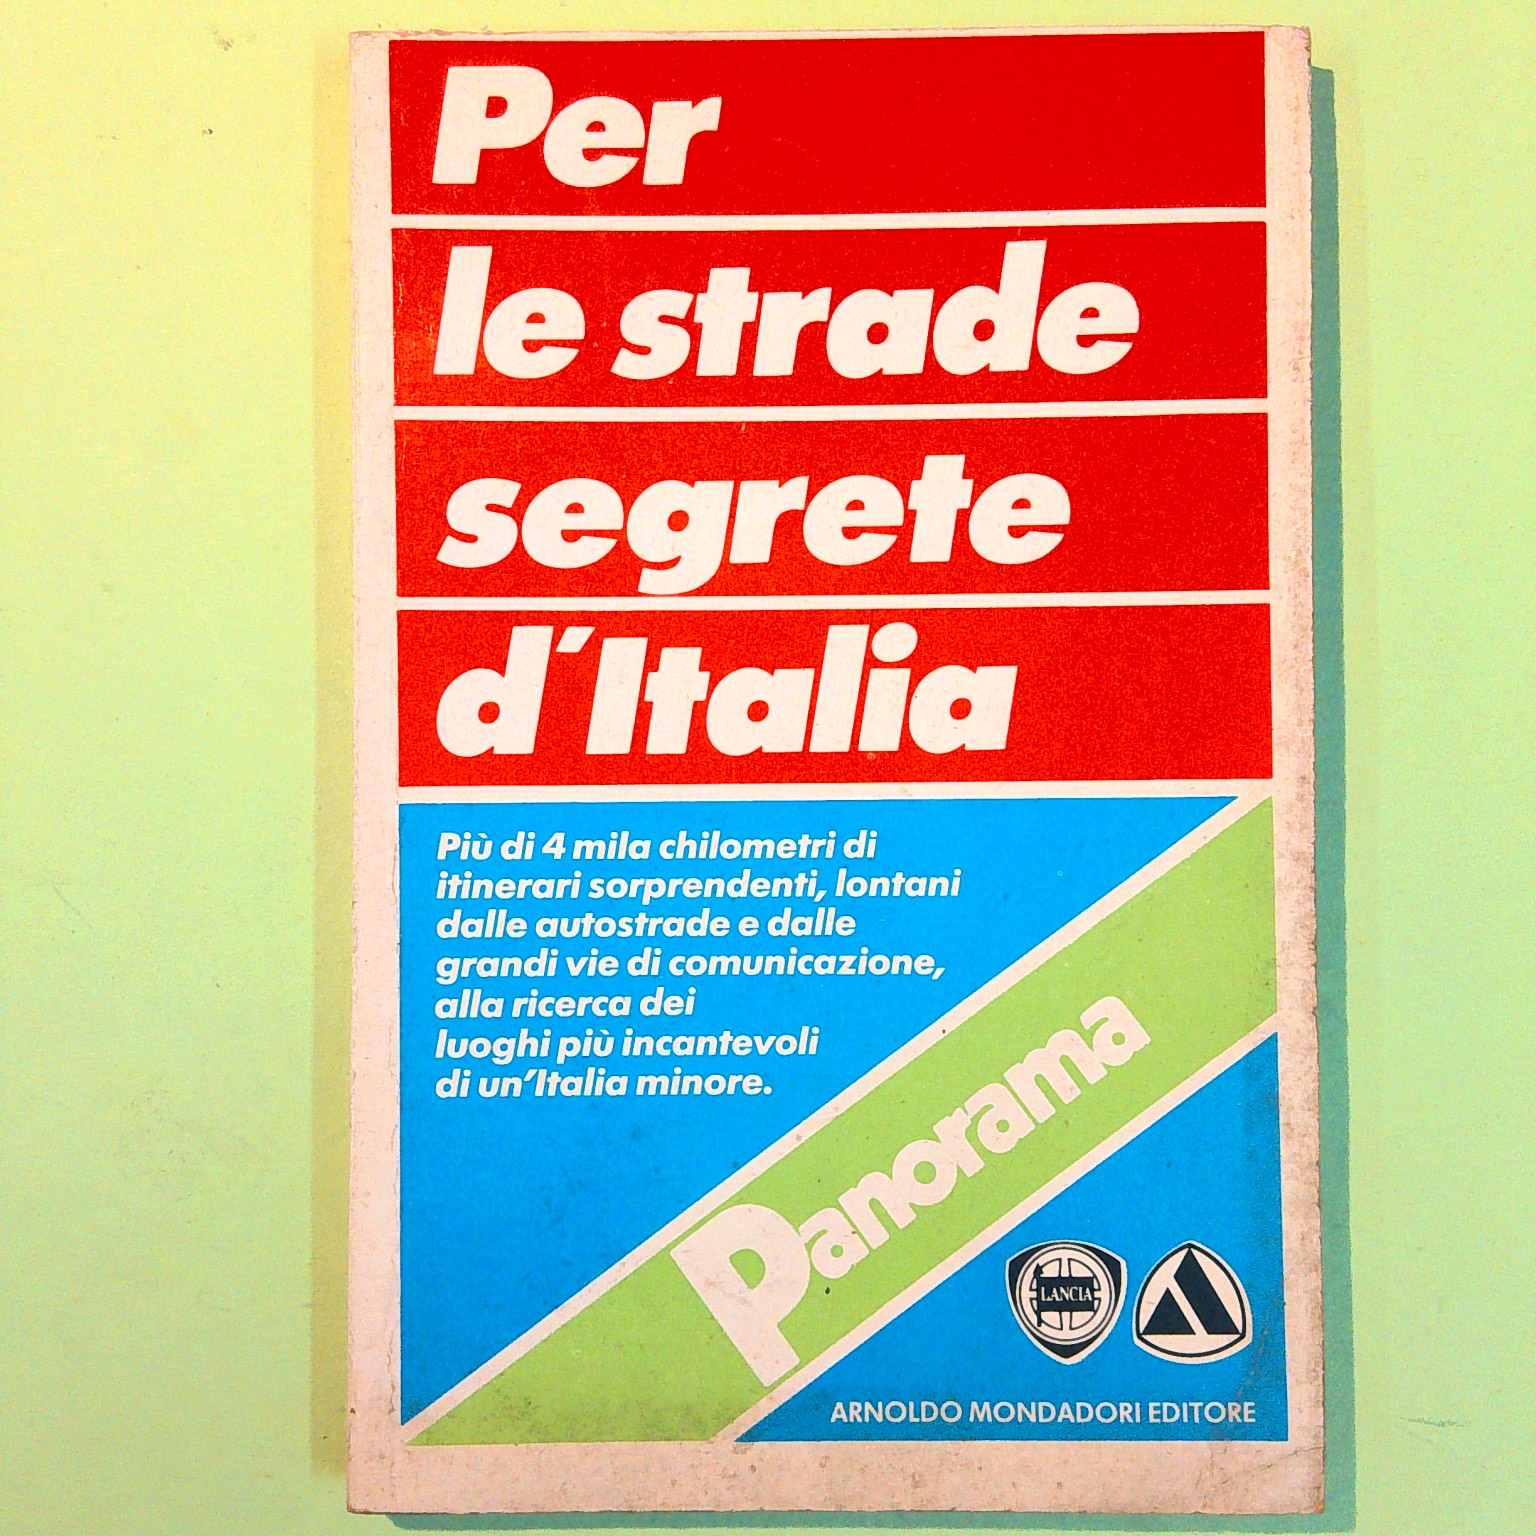 Per
le strade
segrete
d'Italia
Più di 4 mila chilometri di
itinerari sorprendenti, lontani
dalle autostrade e dalle
grandi vie di comunicazione,
alla ricerca dei
luoghi più incantevoli
di un'Italia minore.
Panorama
LANCIA
ARNOLDO MONDADORI EDITORE